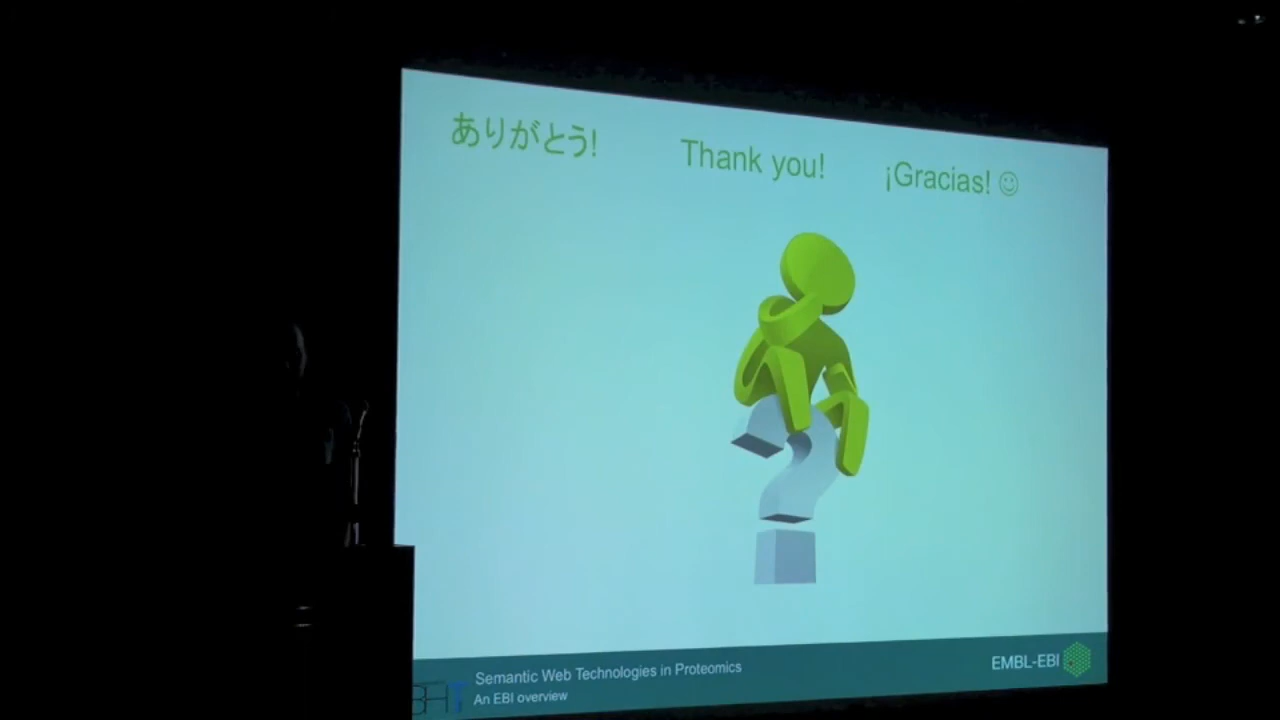 ありがとう!
Thank you!
¡Gracias! ☺
Semantic Web Technologies in Proteomics
An EBI overview
EMBL-EBI